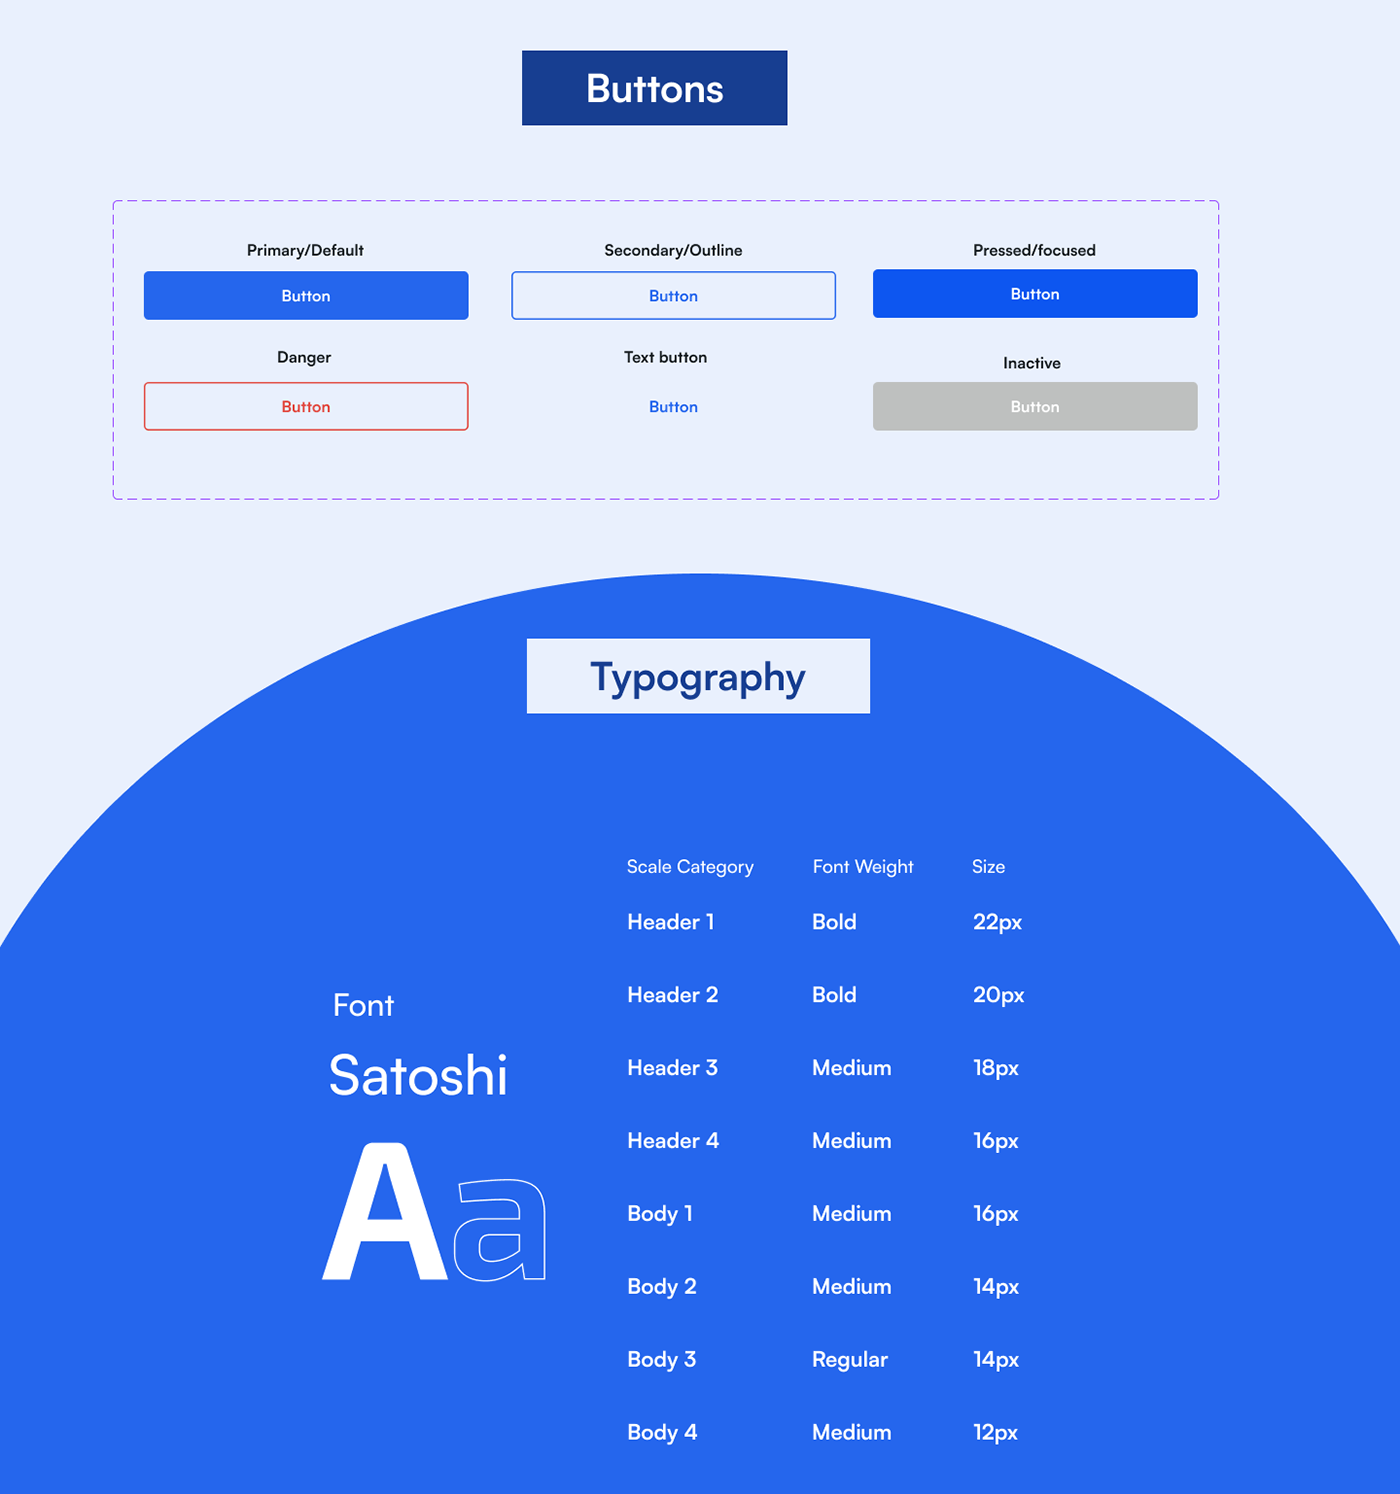 Buttons
Primary/Default
Secondary/Outline
Pressed/focused
Button
Button
Button
Danger
Text button
Inactive
Button
Button
Button
Typography
Scale Category Font Weight Size
Header 1 Bold 22px
Header 2 Bold 20px
Header 3 Medium 18px
Header 4 Medium 16px
Body 1 Medium 16px
Body 2 Medium 14px
Body 3 Regular 14px
Body 4 Medium 12px
Font
Satoshi
Aa